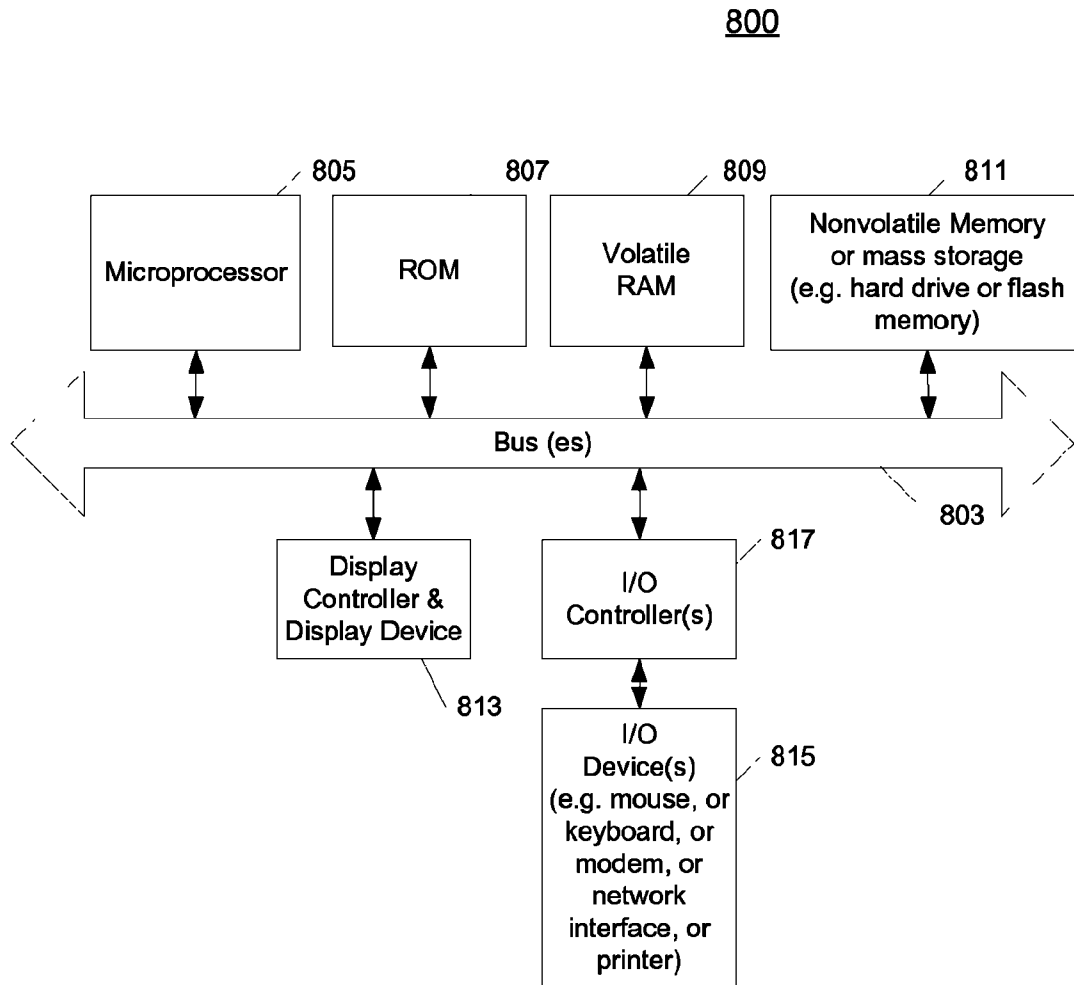 800
805
807
809
811
Microprocessor
ROM
Volatile
RAM
Nonvolatile Memory
or mass storage
(e.g. hard drive or flash
memory)
Bus (es)
803
Display
Controller &
Display Device
813
817
I/O
Controller(s)
I/O
Device(s)
(e.g. mouse, or
keyboard, or
modem, or
network
interface, or
printer)
815